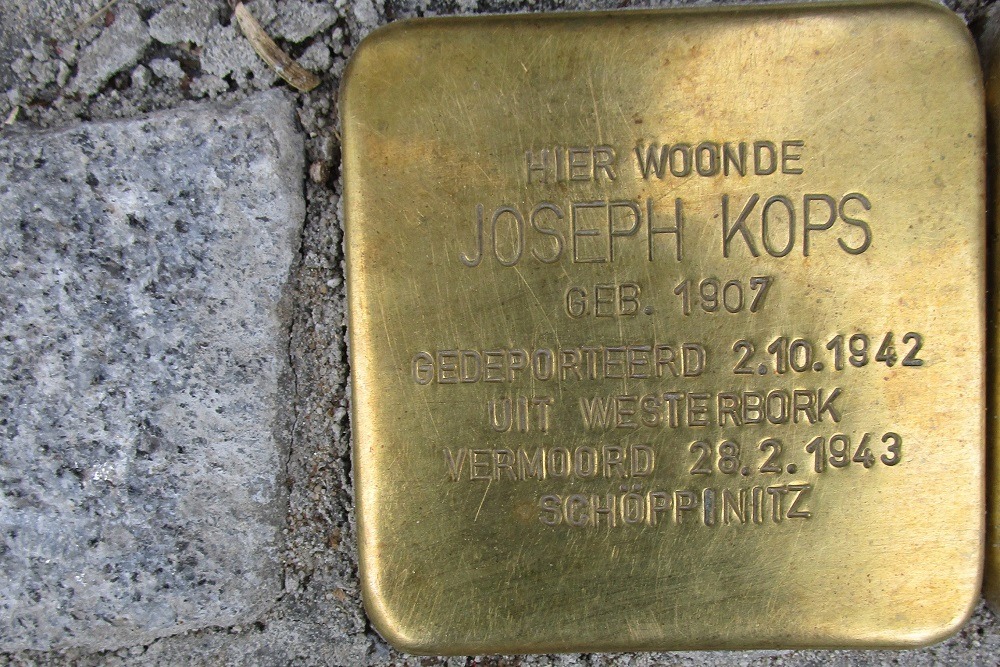 HIER WOONDE
JOSEPH KOPS
GEB. 1907
GEDEPORTEERD 2.10.1942
UIT WESTERBORK
VERMOORD 28.2.1943
SCHÖPPINITZ